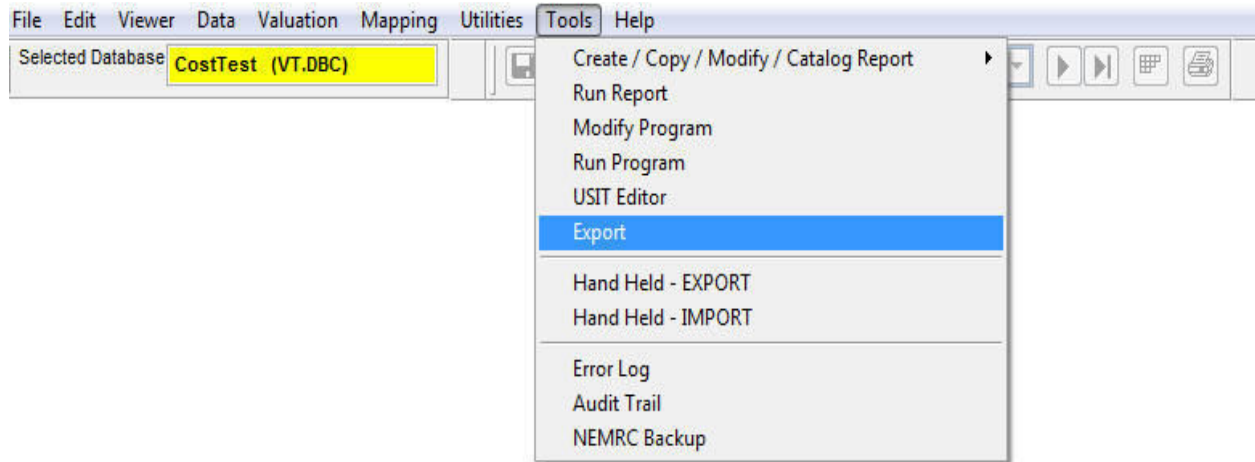 File Edit Viewer Data Valuation Mapping Utilities Tools Help
Selected Database CostTest (VT.DBC)
Create / Copy / Modify / Catalog Report
Run Report
Modify Program
Run Program
USIT Editor
Export
Hand Held - EXPORT
Hand Held - IMPORT
Error Log
Audit Trail
NEMRC Backup